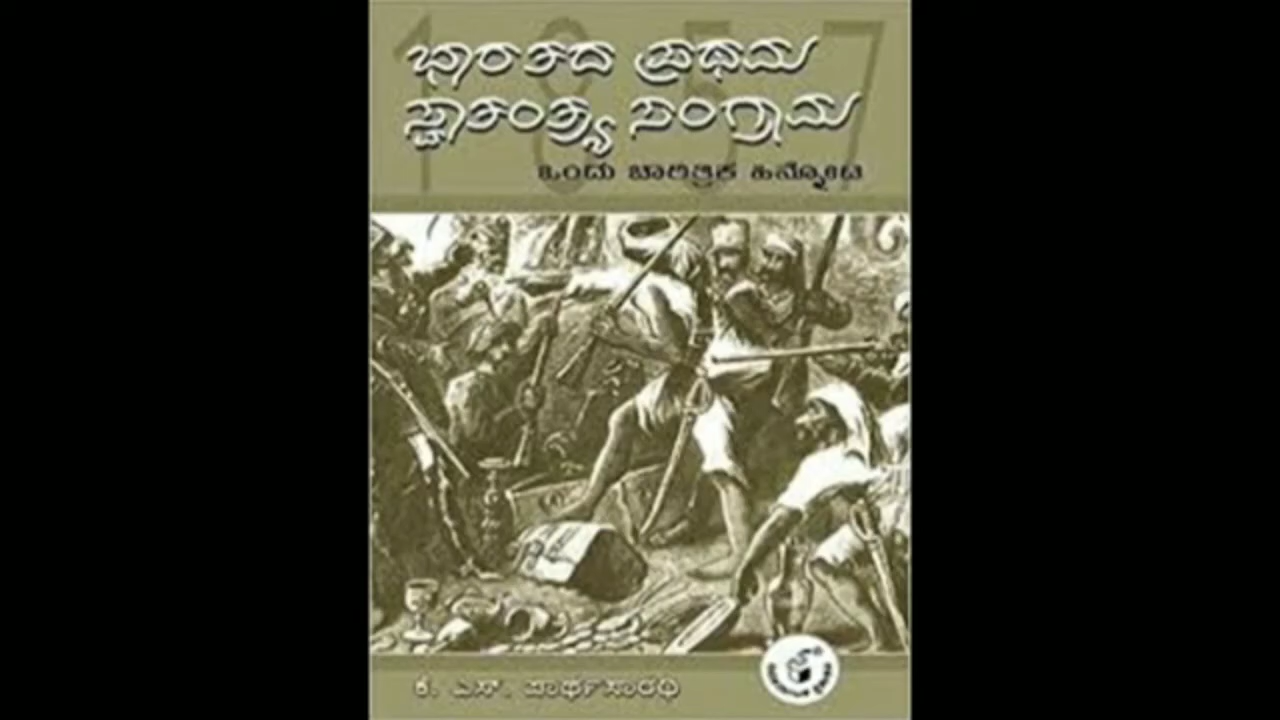 1857
ಭಾರತದ ಪ್ರಥಮ
ಸ್ವಾತಂತ್ರ್ಯ ಸಂಗ್ರಾಮ
ಒಂದು ಚಾರಿತ್ರಿಕ ಹಿನ್ನೋಟ
ಕೆ. ಎಸ್. ಪಾರ್ಥಸಾರಥಿ